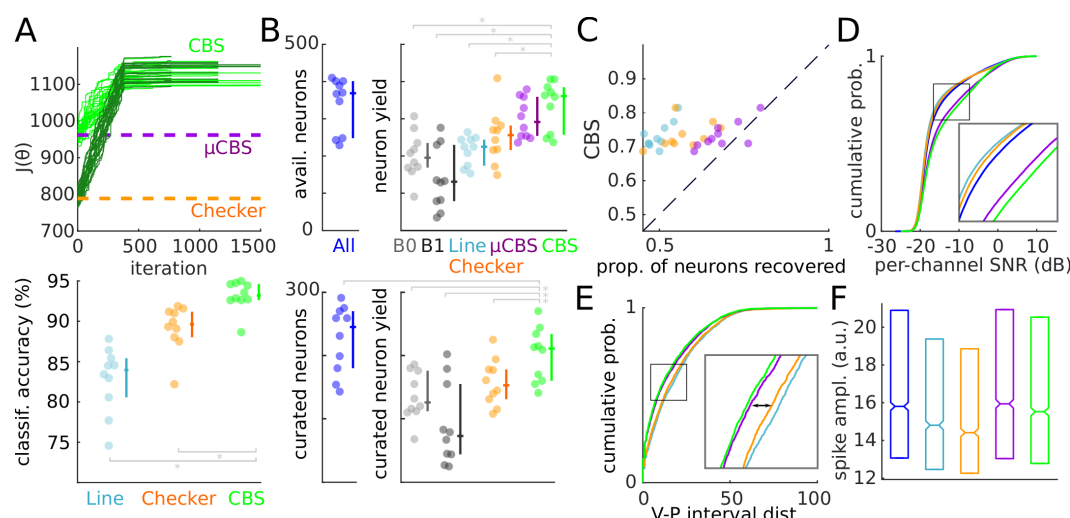 A
CBS
1100
1000
900
800
700
J(θ)
μCBS
Checker
0
500
1000
1500
iteration
95
90
85
80
75
classif. accuracy (%)
*
*
Line
Checker
CBS
B
500
0
avail. neurons
neuron yield
*
*
*
*
All
B0 B1 Line μCBS CBS
Checker
300
curated neurons
curated neuron yield
*
*
*
C
0.9
0.8
0.7
0.6
0.5
CBS
0.5
1
prop. of neurons recovered
D
1
0
cumulative prob.
-30
-20
-10
0
10
per-channel SNR (dB)
E
1
0
cumulative prob.
0
50
100
V-P interval dist.
F
20
18
16
14
12
spike ampl. (a.u.)